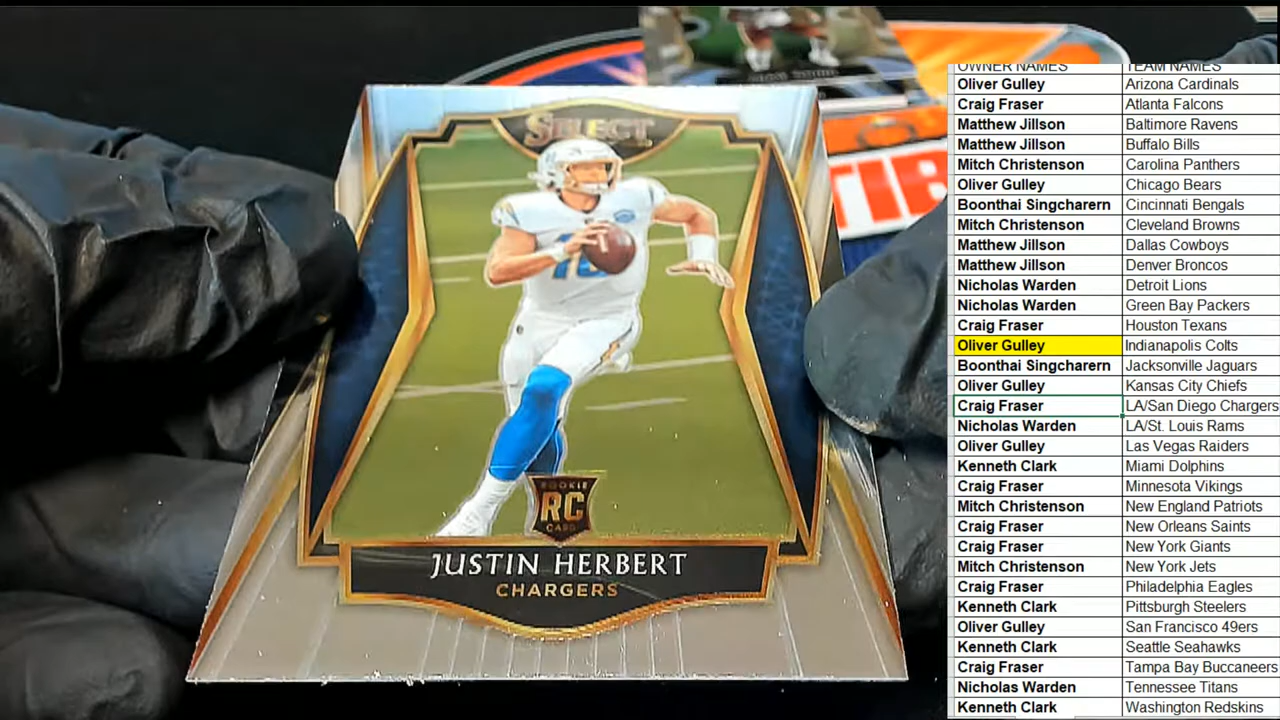 SELECT
TIB
ROOKIE
RC
CARD
JUSTIN HERBERT
CHARGERS
OWNER NAMES TEAM NAMES
Oliver Gulley Arizona Cardinals
Craig Fraser Atlanta Falcons
Matthew Jillson Baltimore Ravens
Matthew Jillson Buffalo Bills
Mitch Christenson Carolina Panthers
Oliver Gulley Chicago Bears
Boonthai Singcharern Cincinnati Bengals
Mitch Christenson Cleveland Browns
Matthew Jillson Dallas Cowboys
Matthew Jillson Denver Broncos
Nicholas Warden Detroit Lions
Nicholas Warden Green Bay Packers
Craig Fraser Houston Texans
Oliver Gulley Indianapolis Colts
Boonthai Singcharern Jacksonville Jaguars
Oliver Gulley Kansas City Chiefs
Craig Fraser LA/San Diego Chargers
Nicholas Warden LA/St. Louis Rams
Oliver Gulley Las Vegas Raiders
Kenneth Clark Miami Dolphins
Craig Fraser Minnesota Vikings
Mitch Christenson New England Patriots
Craig Fraser New Orleans Saints
Craig Fraser New York Giants
Mitch Christenson New York Jets
Craig Fraser Philadelphia Eagles
Kenneth Clark Pittsburgh Steelers
Oliver Gulley San Francisco 49ers
Kenneth Clark Seattle Seahawks
Craig Fraser Tampa Bay Buccaneers
Nicholas Warden Tennessee Titans
Kenneth Clark Washington Redskins